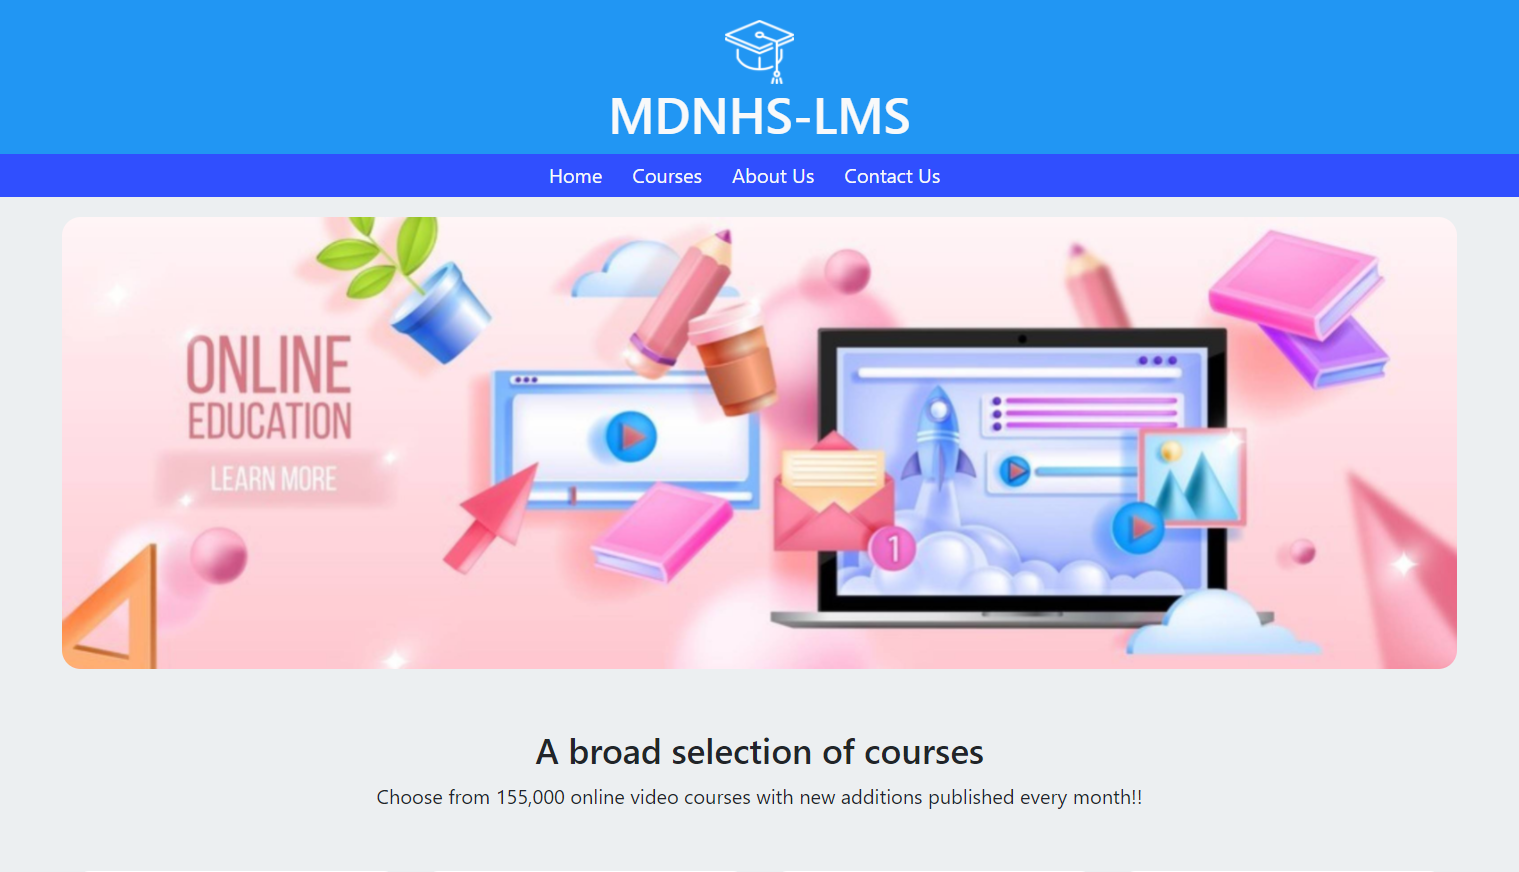 MDNHS-LMS
Home Courses About Us Contact Us
ONLINE
EDUCATION
LEARN MORE
1
A broad selection of courses
Choose from 155,000 online video courses with new additions published every month!!